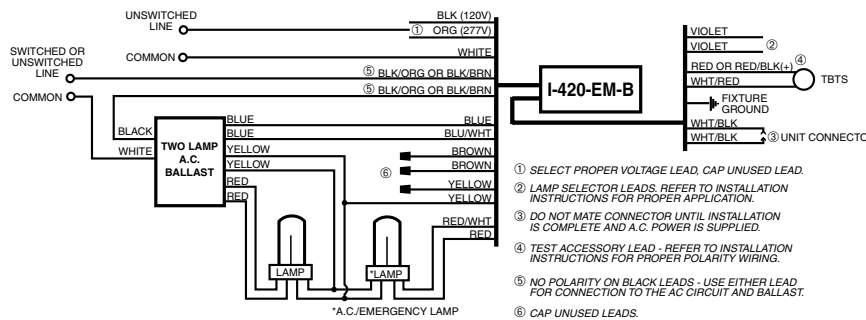 UNSWITCHED
LINE
BLK (120V)
① ORG (277V)
COMMON
WHITE
SWITCHED OR
UNSWITCHED
LINE
⑤ BLK/ORG OR BLK/BRN
COMMON
⑤ BLK/ORG OR BLK/BRN
BLACK
WHITE
TWO LAMP
A.C.
BALLAST
BLUE
BLUE
YELLOW
YELLOW
RED
RED
BLUE
BLU/WHT
BROWN
BROWN
⑥
YELLOW
YELLOW
RED/WHT
RED
LAMP
*LAMP
*A.C./EMERGENCY LAMP
I-420-EM-B
VIOLET
VIOLET
②
RED OR RED/BLK(+)
④
WHT/RED
TBTS
FIXTURE
GROUND
WHT/BLK
WHT/BLK
③ UNIT CONNECTO
① SELECT PROPER VOLTAGE LEAD, CAP UNUSED LEAD.
② LAMP SELECTOR LEADS. REFER TO INSTALLATION
INSTRUCTIONS FOR PROPER APPLICATION.
③ DO NOT MATE CONNECTOR UNTIL INSTALLATION
IS COMPLETE AND A.C. POWER IS SUPPLIED.
④ TEST ACCESSORY LEAD - REFER TO INSTALLATION
INSTRUCTIONS FOR PROPER POLARITY WIRING.
⑤ NO POLARITY ON BLACK LEADS - USE EITHER LEAD
FOR CONNECTION TO THE AC CIRCUIT AND BALLAST.
⑥ CAP UNUSED LEADS.